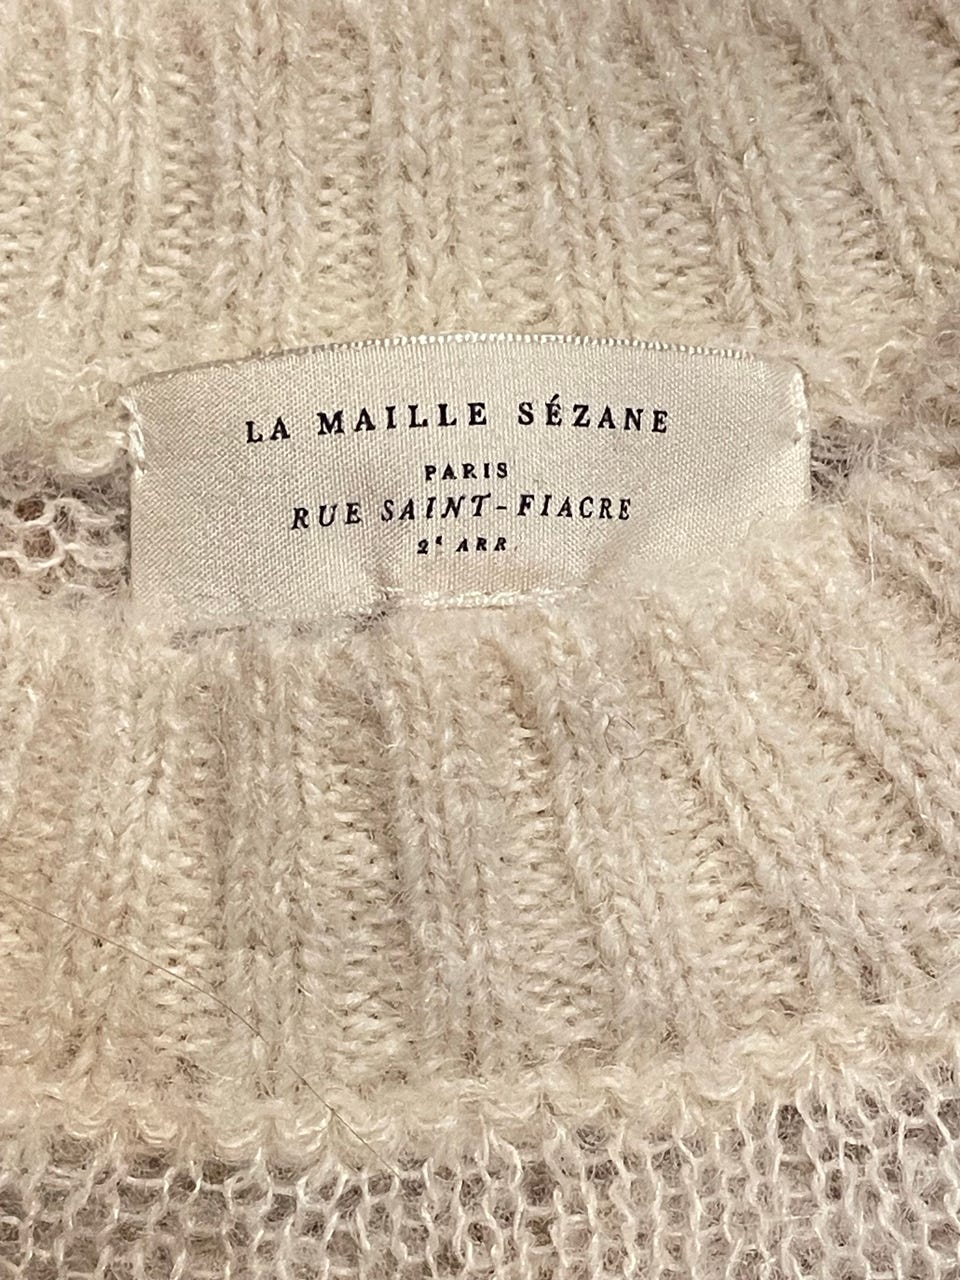 LA MAILLE SÉZANE
PARIS
RUE SAINT-FIACRE
2ᵉ ARR.